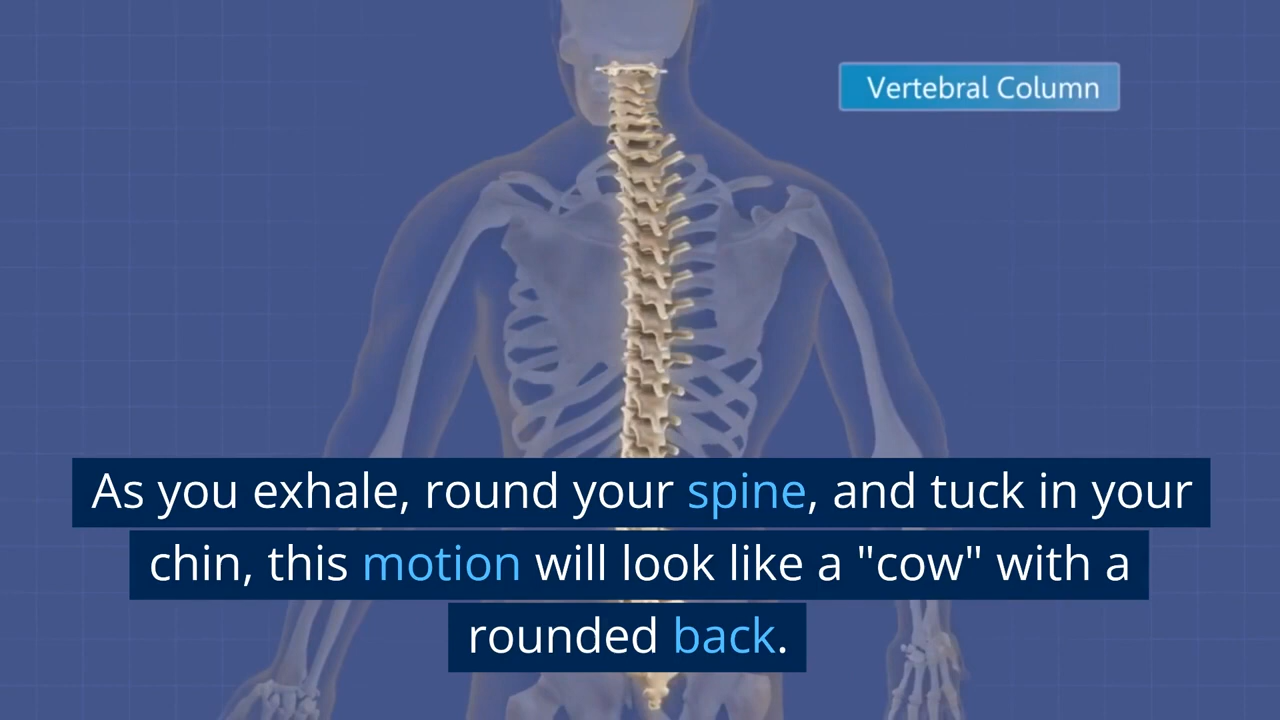 Vertebral Column
As you exhale, round your spine, and tuck in your
chin, this motion will look like a "cow" with a
rounded back.